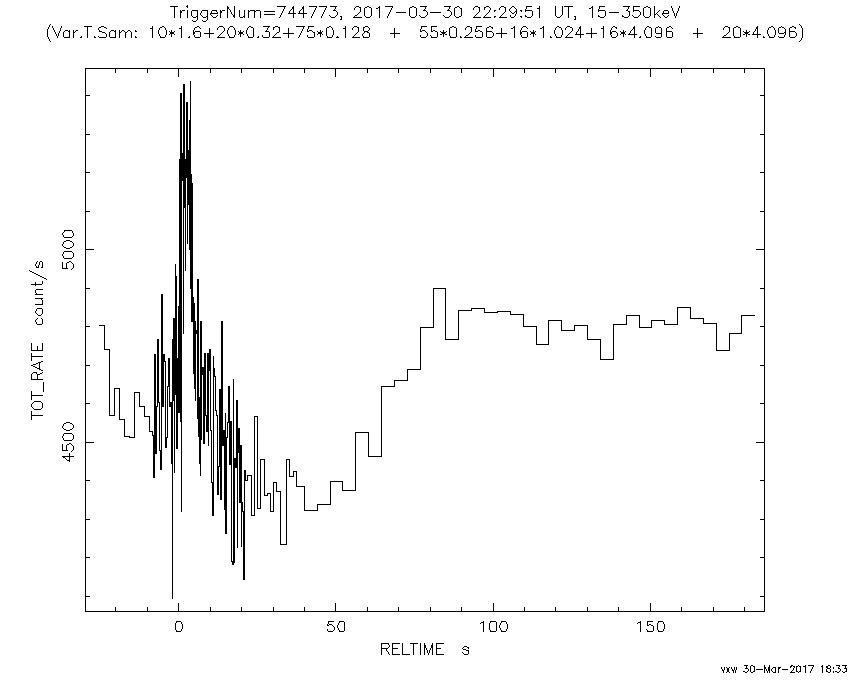 TriggerNum=744773, 2017-03-30 22:29:51 UT, 15-350keV
(Var.T.Sam: 10*1.6+20*0.32+75*0.128 + 55*0.256+16*1.024+16*4.096 + 20*4.096)
TOT_RATE count/s
5000
4500
0 50 100 150
RELTIME s
vxw 30-Mar-2017 18:33